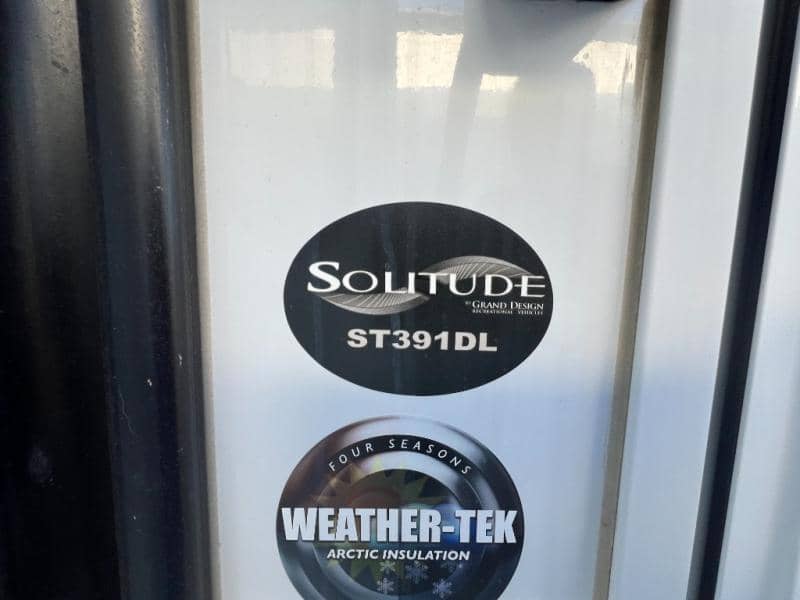 SOLITUDE
BY GRAND DESIGN
RECREATIONAL VEHICLES
ST391DL
FOUR SEASONS
WEATHER-TEK
ARCTIC INSULATION